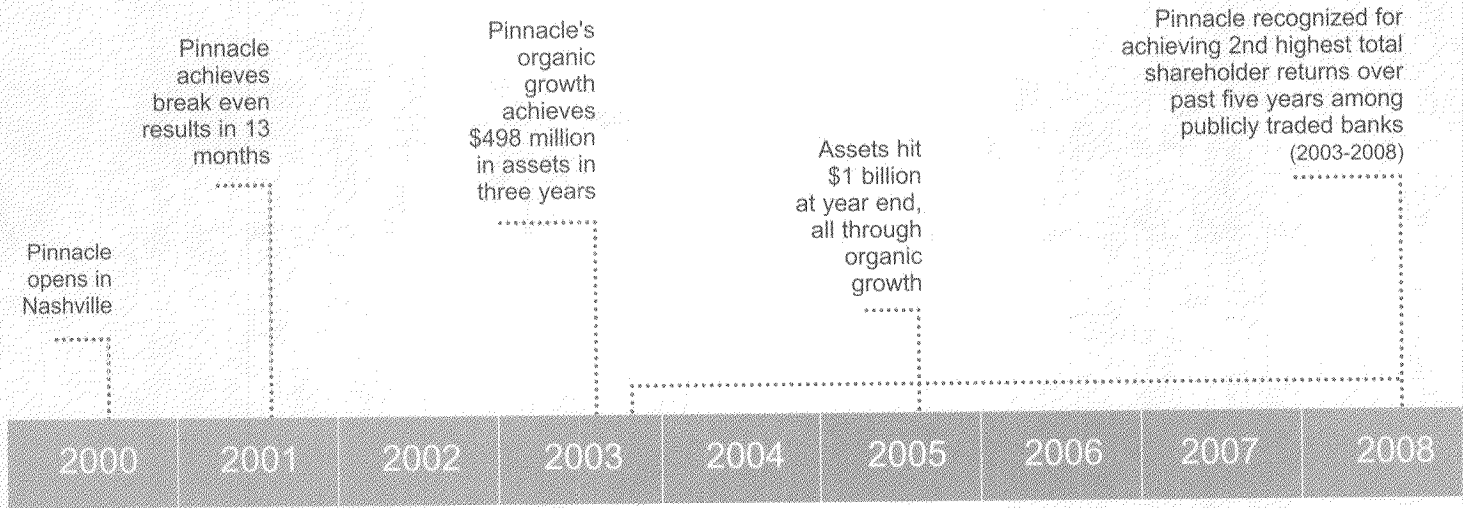 Pinnacle
opens in
Nashville
Pinnacle
achieves
break even
results in 13
months
Pinnacle's
organic
growth
achieves
$498 million
in assets in
three years
Assets hit
$1 billion
at year end,
all through
organic
growth
Pinnacle recognized for
achieving 2nd highest total
shareholder returns over
past five years among
publicly traded banks
(2003-2008)
2000 2001 2002 2003 2004 2005 2006 2007 2008